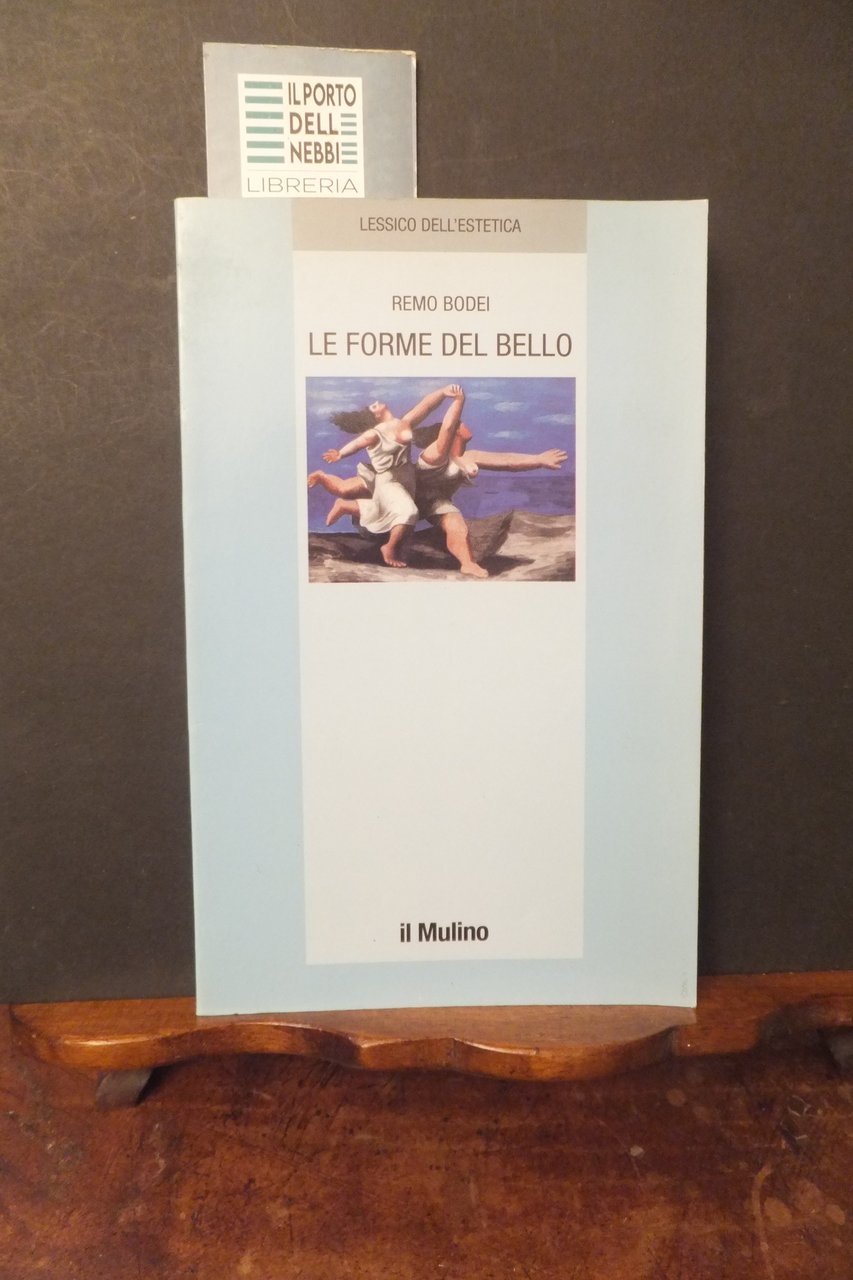 IL PORTO
DELL
NEBBI
LIBRERIA
LESSICO DELL'ESTETICA
REMO BODEI
LE FORME DEL BELLO
il Mulino